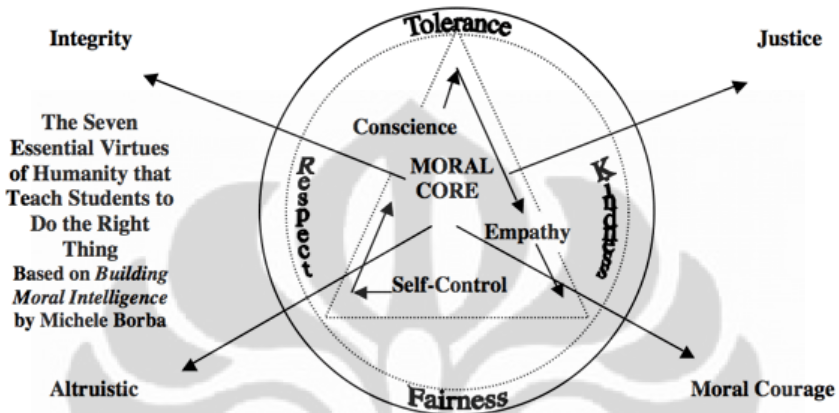 Tolerance
Integrity
Justice
The Seven
Essential Virtues
of Humanity that
Teach Students to
Do the Right
Thing
Based on Building
Moral Intelligence
by Michele Borba
Conscience
Respect
MORAL
CORE
Kindness
Empathy
Self-Control
Altruistic
Moral Courage
Fairness